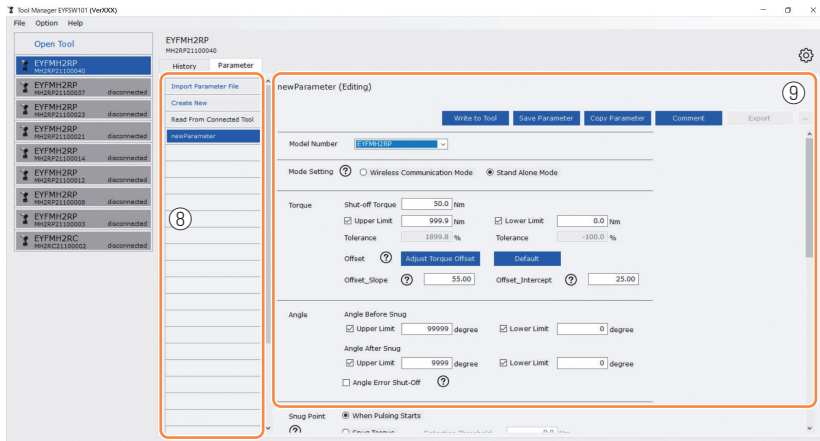 Tool Manager EYFSW101 (VerXXX)
File Option Help
Open Tool
EYFMH2RP
MH2RP21100040
EYFMH2RP
MH2RP21100037 disconnected
EYFMH2RP
MH2RP21100023 disconnected
EYFMH2RP
MH2RP21100021 disconnected
EYFMH2RP
MH2RP21100014 disconnected
EYFMH2RP
MH2RP21100012 disconnected
EYFMH2RP
MH2RP21100008 disconnected
EYFMH2RP
MH2RP21100003 disconnected
EYFMH2RC
MH2RC21100002 disconnected
EYFMH2RP
MH2RP21100040
History Parameter
Import Parameter File
Create New
Read From Connected Tool
newParameter
⑧
newParameter (Editing)
⑨
Write to Tool Save Parameter Copy Parameter Comment Export ...
Model Number EYFMH2RP
Mode Setting ? Wireless Communication Mode Stand Alone Mode
Torque Shut-off Torque 50.0 Nm
Upper Limit 999.9 Nm Lower Limit 0.0 Nm
Tolerance 1899.8 % Tolerance -100.0 %
Offset ? Adjust Torque Offset Default
Offset_Slope ? 55.00 Offset_Intercept ? 25.00
Angle Angle Before Snug
Upper Limit 99999 degree Lower Limit 0 degree
Angle After Snug
Upper Limit 9999 degree Lower Limit 0 degree
Angle Error Shut-Off ?
Snug Point When Pulsing Starts
? Snug Torque Detection Threshold 0.0 Nm